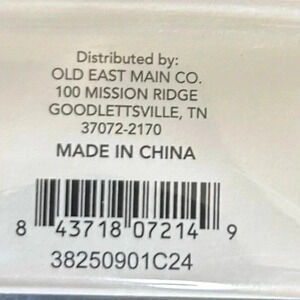 Distributed by:
OLD EAST MAIN CO.
100 MISSION RIDGE
GOODLETTSVILLE, TN
37072-2170
MADE IN CHINA
8 43718 07214 9
38250901C24